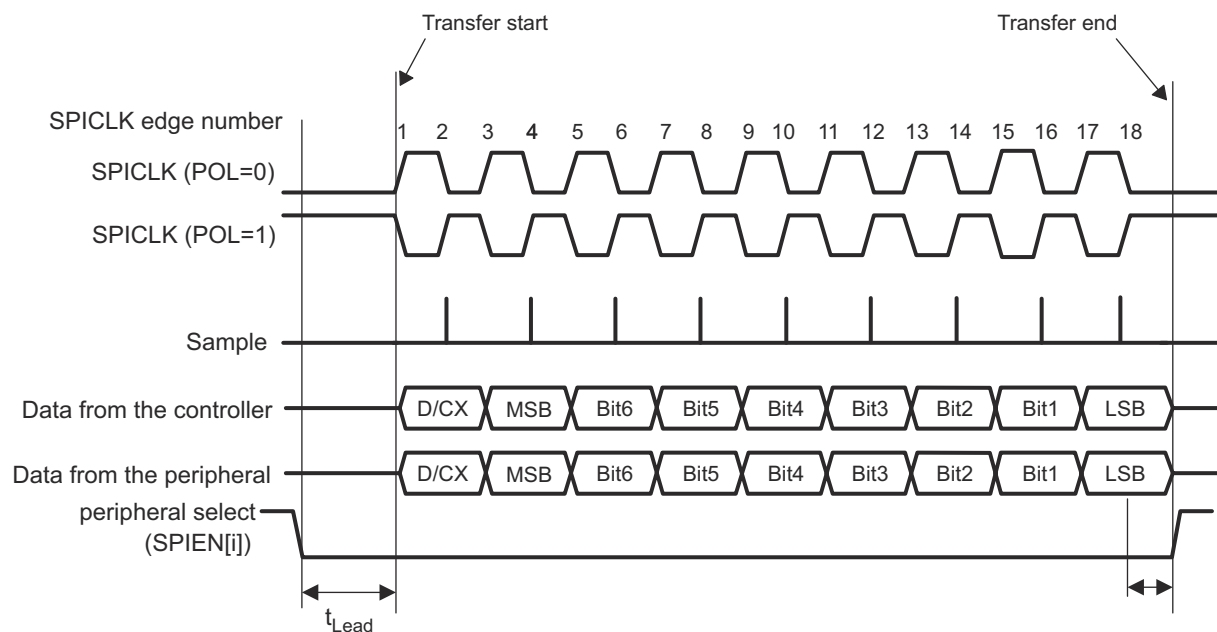 Transfer start
Transfer end
SPICLK edge number
1 2 3 4 5 6 7 8 9 10 11 12 13 14 15 16 17 18
SPICLK (POL=0)
SPICLK (POL=1)
Sample
Data from the controller D/CX MSB Bit6 Bit5 Bit4 Bit3 Bit2 Bit1 LSB
Data from the peripheral D/CX MSB Bit6 Bit5 Bit4 Bit3 Bit2 Bit1 LSB
peripheral select
(SPIEN[i])
tLead